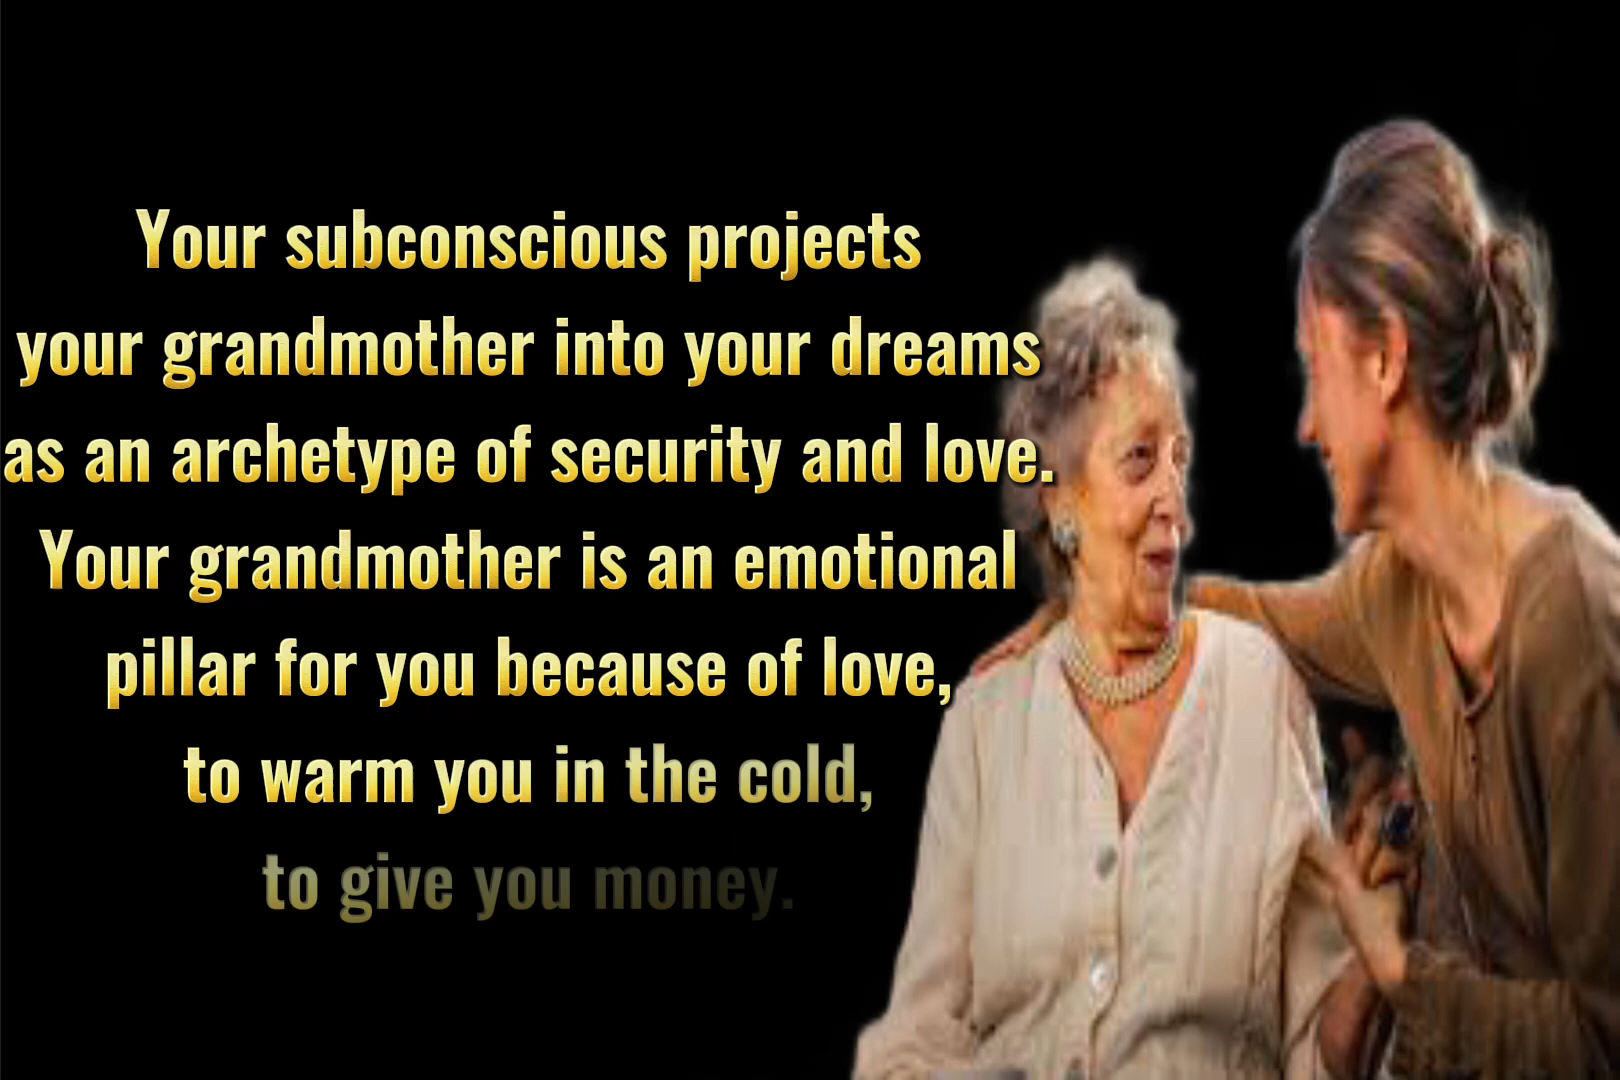 Your subconscious projects
your grandmother into your dreams
as an archetype of security and love.
Your grandmother is an emotional
pillar for you because of love,
to warm you in the cold,
to give you money.